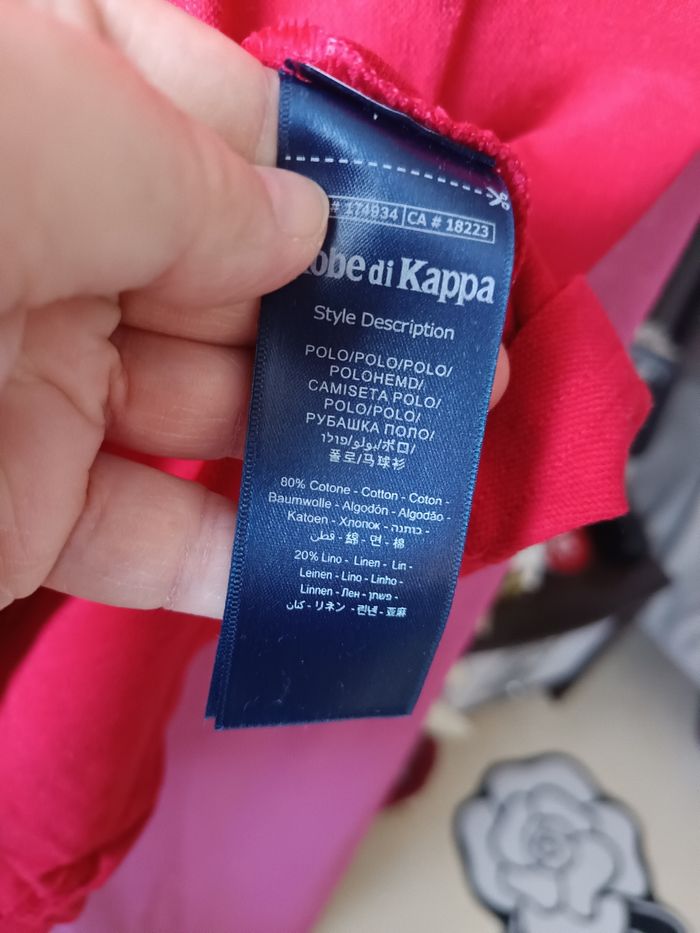 # 174934 CA # 18223
di Kappa
Style Description
POLO/POLO/POLO/
POLOHEMD/
CAMISETA POLO/
POLO/POLO/
РУБАШКА ПОЛО/
פולו/بولو/ポロ/
폴로/马球衫
80% Cotone - Cotton - Coton -
Baumwolle - Algodón - Algodão -
Katoen - Хлопок - כותנה -
قطن - 綿 - 면 - 棉
20% Lino - Linen - Lin -
Leinen - Lino - Linho -
Linnen - Лен - פשתן -
كتان - リネン - 린넨 - 亚麻